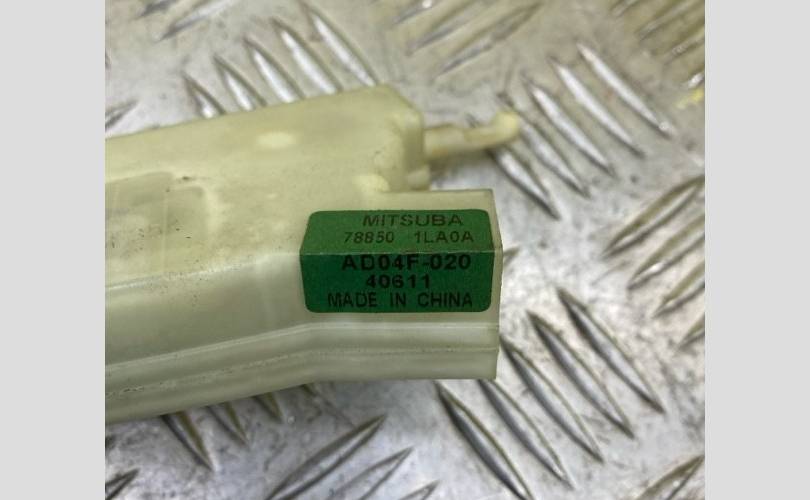 MITSUBA
78850 1LA0A
AD04F-020
40611
MADE IN CHINA